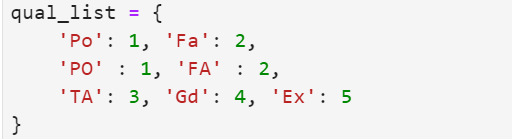 qual_list = {
    'Po': 1, 'Fa': 2,
    'PO' : 1, 'FA' : 2,
    'TA': 3, 'Gd': 4, 'Ex': 5
}